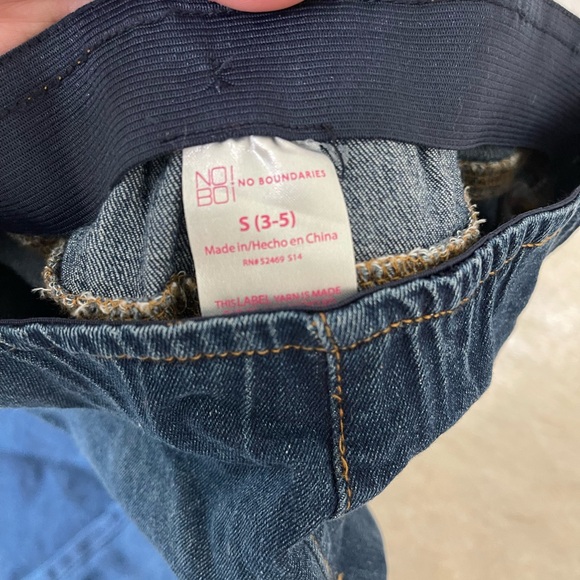 NO!
BO!
NO BOUNDARIES
S (3-5)
Made in/Hecho en China
RN# 52469 S14
THIS LABEL YARN IS MADE